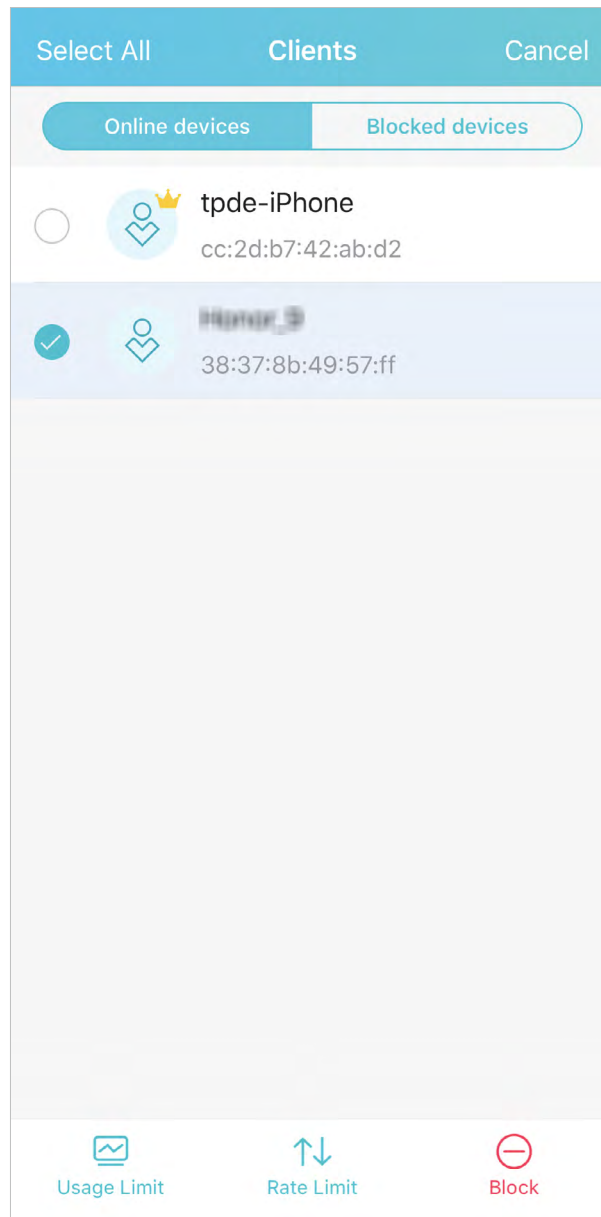 Select All Clients Cancel
Online devices Blocked devices
tpde-iPhone
cc:2d:b7:42:ab:d2
38:37:8b:49:57:ff
Usage Limit Rate Limit Block